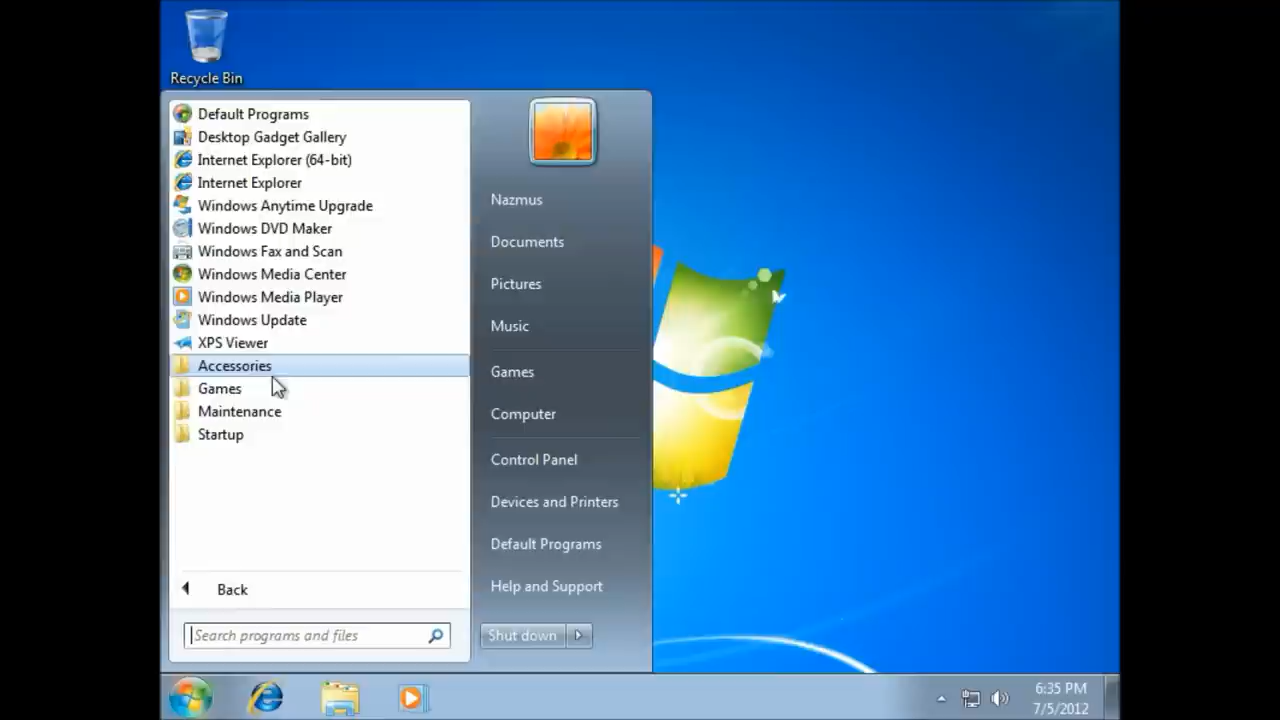 Recycle Bin
Default Programs
Desktop Gadget Gallery
Internet Explorer (64-bit)
Internet Explorer
Windows Anytime Upgrade
Windows DVD Maker
Windows Fax and Scan
Windows Media Center
Windows Media Player
Windows Update
XPS Viewer
Accessories
Games
Maintenance
Startup
Back
Search programs and files
Nazmus
Documents
Pictures
Music
Games
Computer
Control Panel
Devices and Printers
Default Programs
Help and Support
Shut down
6:35 PM
7/5/2012